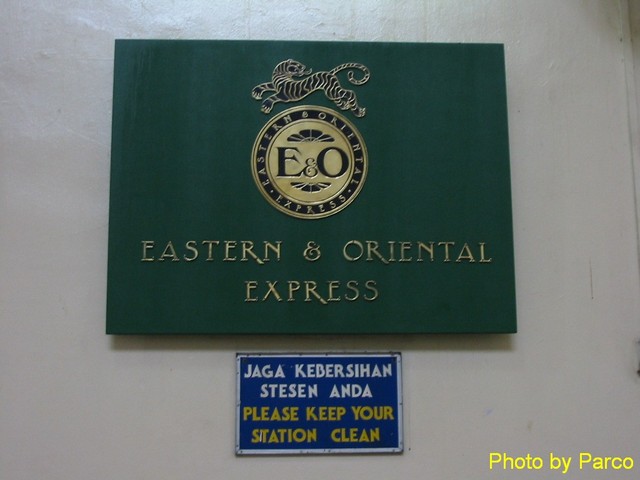 EASTERN & ORIENTAL
· EXPRESS ·
E&O
EASTERN & ORIENTAL
EXPRESS
JAGA KEBERSIHAN
STESEN ANDA
PLEASE KEEP YOUR
STATION CLEAN
Photo by Parco